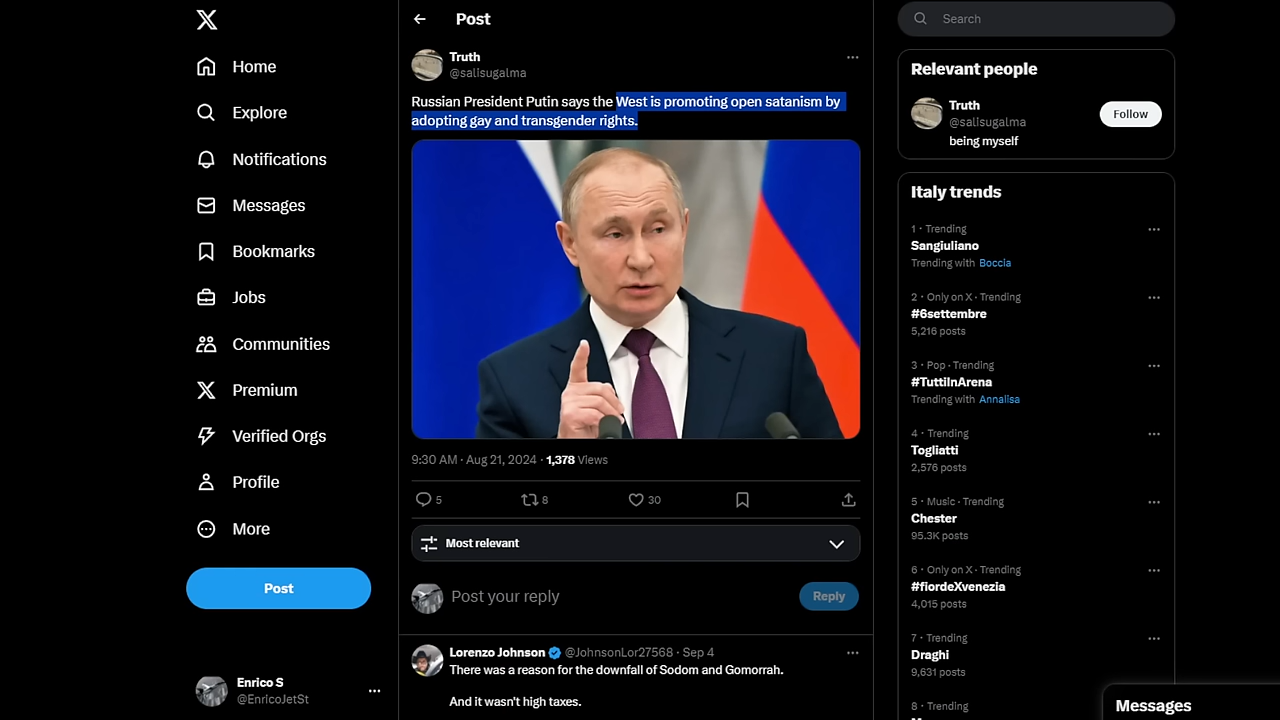 Home
Explore
Notifications
Messages
Bookmarks
Jobs
Communities
Premium
Verified Orgs
Profile
More
Post
Enrico S
@EnricoJetSt
Post
Truth
@salisugalma
Russian President Putin says the West is promoting open satanism by
adopting gay and transgender rights.
9:30 AM · Aug 21, 2024 · 1,378 Views
5 8 30
Most relevant
Post your reply
Reply
Lorenzo Johnson @JohnsonLor27568 · Sep 4
There was a reason for the downfall of Sodom and Gomorrah.
And it wasn't high taxes.
Search
Relevant people
Truth
@salisugalma
Follow
being myself
Italy trends
1 · Trending
Sangiuliano
Trending with Boccia
2 · Only on X · Trending
#6settembre
5,216 posts
3 · Pop · Trending
#TuttiInArena
Trending with Annalisa
4 · Trending
Togliatti
2,576 posts
5 · Music · Trending
Chester
95.3K posts
6 · Only on X · Trending
#fiordeXvenezia
4,015 posts
7 · Trending
Draghi
9,631 posts
8 · Trending
Messages